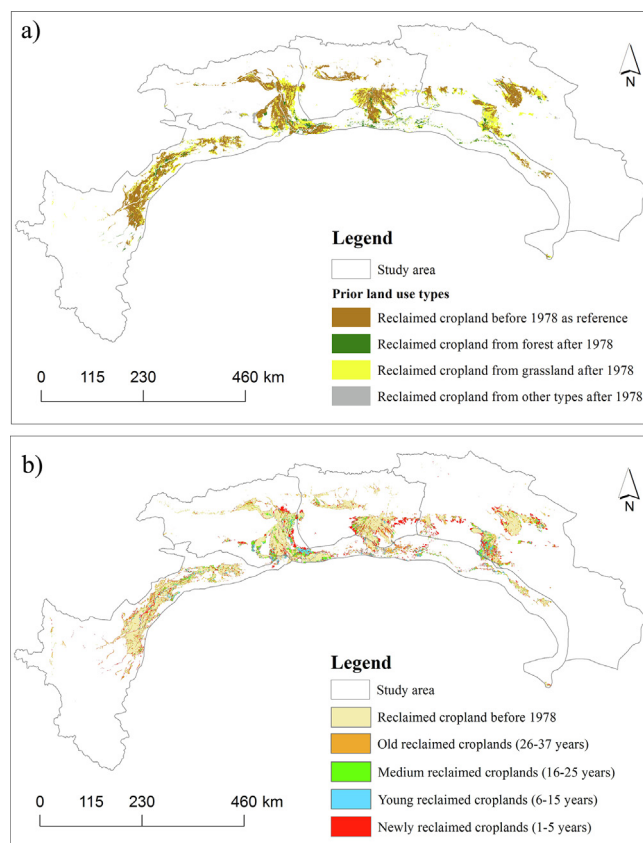 a)
N
Legend
Study area
Prior land use types
Reclaimed cropland before 1978 as reference
Reclaimed cropland from forest after 1978
Reclaimed cropland from grassland after 1978
Reclaimed cropland from other types after 1978
0 115 230 460 km
b)
N
Legend
Study area
Reclaimed cropland before 1978
Old reclaimed croplands (26-37 years)
Medium reclaimed croplands (16-25 years)
Young reclaimed croplands (6-15 years)
Newly reclaimed croplands (1-5 years)
0 115 230 460 km